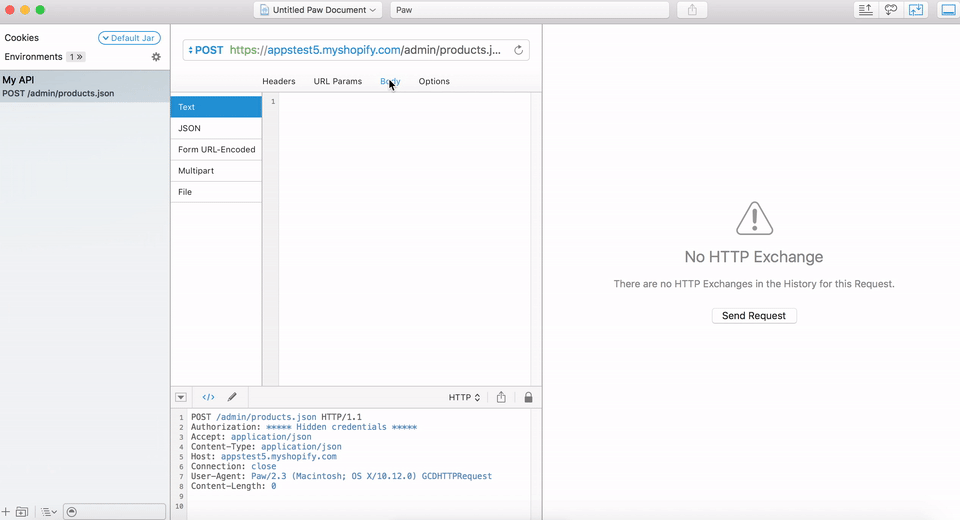 Untitled Paw Document
Paw
Cookies
Default Jar
Environments 1 »
My API
POST /admin/products.json
POST https://appstest5.myshopify.com/admin/products.j...
Headers URL Params Body Options
Text
JSON
Form URL-Encoded
Multipart
File
1
No HTTP Exchange
There are no HTTP Exchanges in the History for this Request.
Send Request
</> HTTP
1 POST /admin/products.json HTTP/1.1
2 Authorization: ***** Hidden credentials *****
3 Accept: application/json
4 Content-Type: application/json
5 Host: appstest5.myshopify.com
6 Connection: close
7 User-Agent: Paw/2.3 (Macintosh; OS X/10.12.0) GCDHTTPRequest
8 Content-Length: 0
9
10